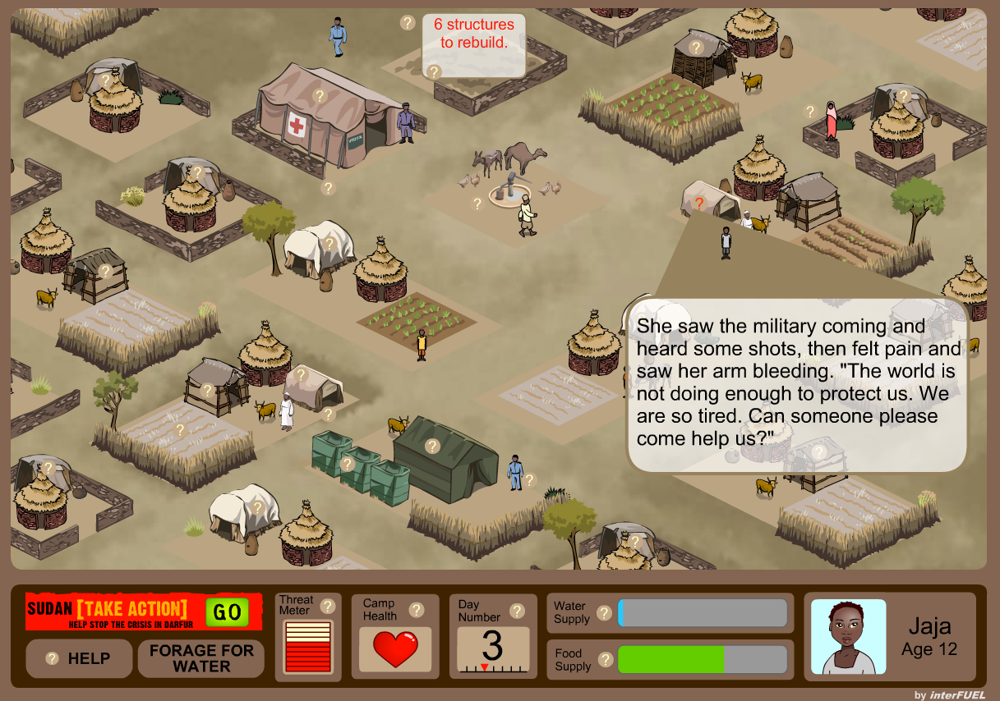 6 structures
to rebuild.
She saw the military coming and
heard some shots, then felt pain and
saw her arm bleeding. "The world is
not doing enough to protect us. We
are so tired. Can someone please
come help us?"
SUDAN [TAKE ACTION] GO
HELP STOP THE CRISIS IN DARFUR
? HELP
FORAGE FOR
WATER
Threat
Meter ?
Camp
Health ?
Day
Number ?
3
Water
Supply ?
Food
Supply ?
Jaja
Age 12
by interFUEL